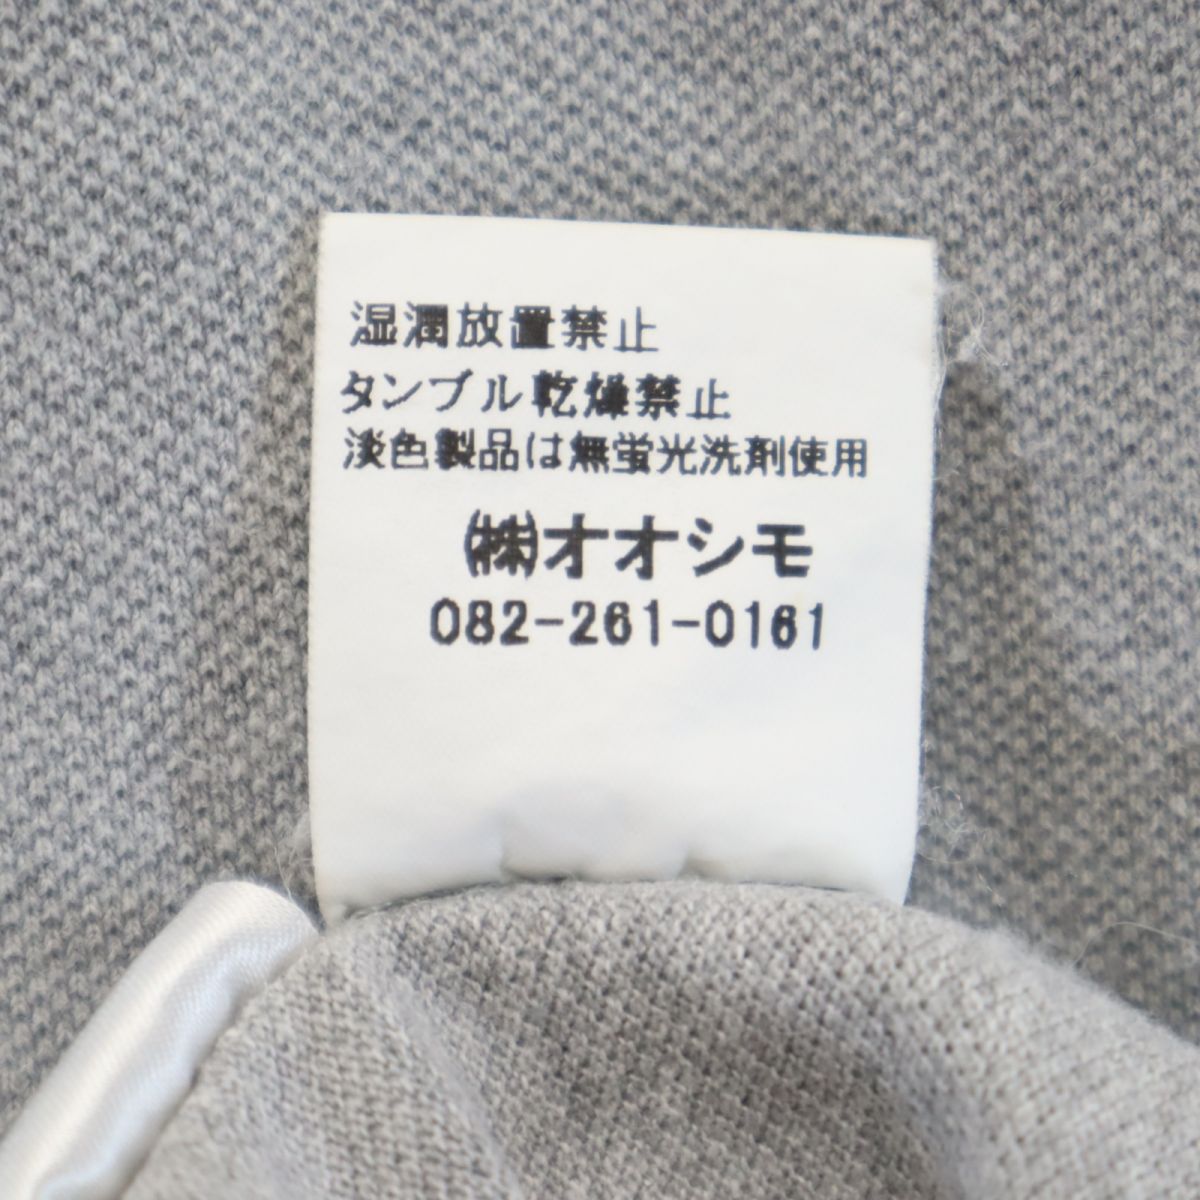 湿潤放置禁止
タンブル乾燥禁止
淡色製品は無蛍光洗剤使用
㈱オオシモ
082-261-0161